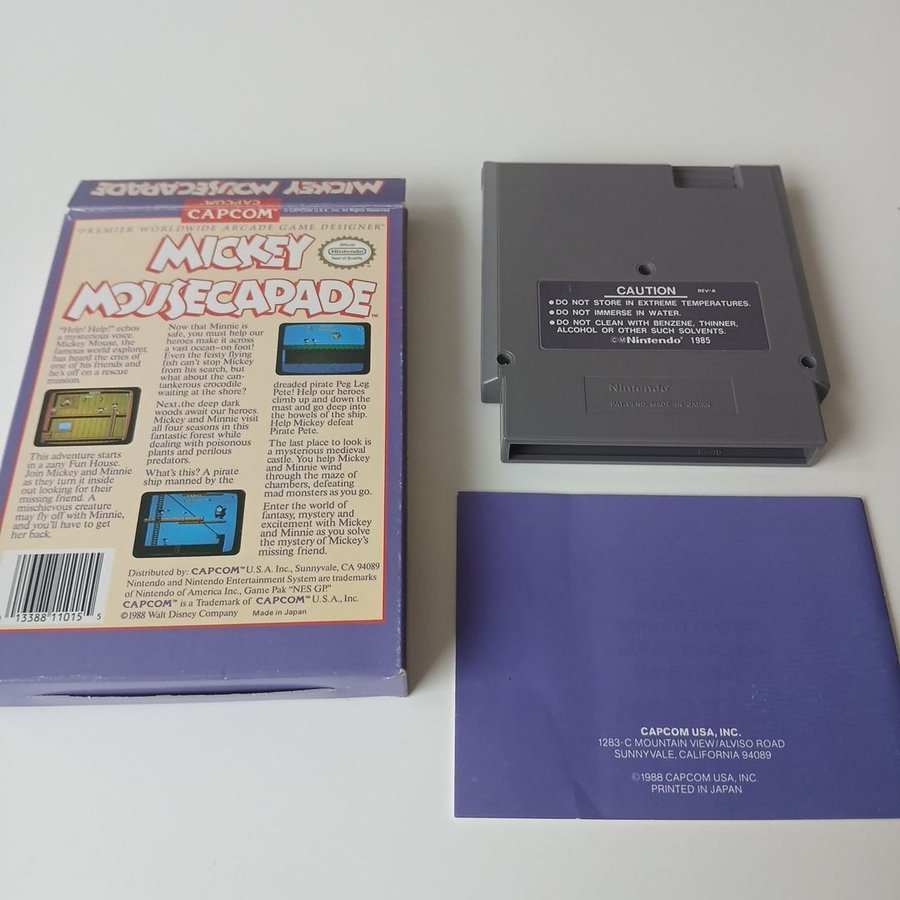 MICKEY MOUSECAPADE
CAPCOM
CAPCOM™ © CAPCOM U.S.A., Inc. All Rights Reserved
"PREMIER WORLDWIDE ARCADE GAME DESIGNER"
MICKEY
MOUSECAPADE™
Official
Nintendo
Seal of Quality
"Help! Help!" echos
a mysterious voice.
Mickey Mouse, the
famous world explorer,
has heard the cries of
one of his friends and
he's off on a rescue
mission.
This adventure starts
in a zany Fun House.
Join Mickey and Minnie
as they turn it inside
out looking for their
missing friend. A
mischievous creature
may fly off with Minnie,
and you'll have to get
her back.
Now that Minnie is
safe, you must help our
heroes make it across
a vast ocean-on foot!
Even the feisty flying
fish can't stop Mickey
from his search, but
what about the can-
tankerous crocodile
waiting at the shore?
Next, the deep dark
woods await our heroes.
Mickey and Minnie visit
all four seasons in this
fantastic forest while
dealing with poisonous
plants and perilous
predators.
What's this? A pirate
ship manned by the
dreaded pirate Peg Leg
Pete! Help our heroes
climb up and down the
mast and go deep into
the bowels of the ship.
Help Mickey defeat
Pirate Pete.
The last place to look is
a mysterious medieval
castle. You help Mickey
and Minnie wind
through the maze of
chambers, defeating
mad monsters as you go.
Enter the world of
fantasy, mystery and
excitement with Mickey
and Minnie as you solve
the mystery of Mickey's
missing friend.
Distributed by: CAPCOM™ U.S.A. Inc., Sunnyvale, CA 94089
Nintendo and Nintendo Entertainment System are trademarks
of Nintendo of America Inc., Game Pak "NES GP."
CAPCOM™ is a Trademark of CAPCOM™ U.S.A., Inc.
©1988 Walt Disney Company Made in Japan
13388 11015 5
CAUTION REV-A
●DO NOT STORE IN EXTREME TEMPERATURES.
●DO NOT IMMERSE IN WATER.
●DO NOT CLEAN WITH BENZENE, THINNER,
ALCOHOL OR OTHER SUCH SOLVENTS.
©Ⓜ Nintendo® 1985
Nintendo®
PAT. PEND. MADE IN JAPAN
CAPCOM USA, INC.
1283-C MOUNTAIN VIEW/ALVISO ROAD
SUNNYVALE, CALIFORNIA 94089
©1988 CAPCOM USA, INC.
PRINTED IN JAPAN